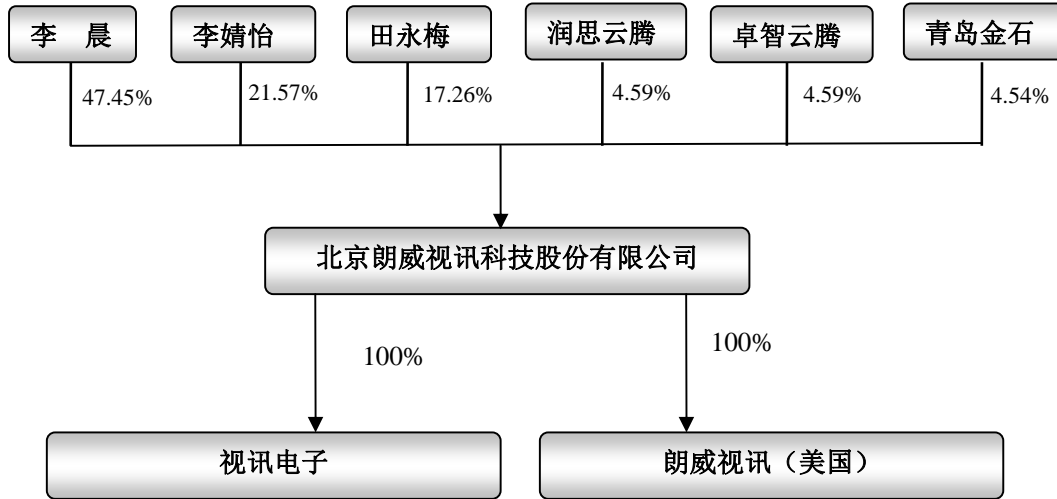 李 晨
李婧怡
田永梅
润思云腾
卓智云腾
青岛金石
47.45%
21.57%
17.26%
4.59%
4.59%
4.54%
北京朗威视讯科技股份有限公司
100%
100%
视讯电子
朗威视讯（美国）